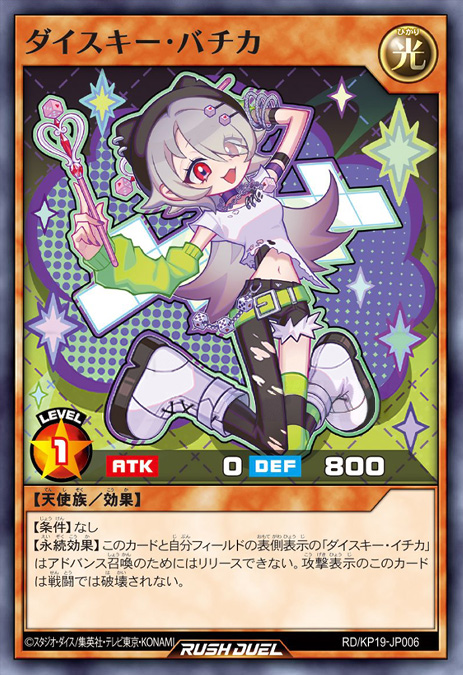 ダイスキー・バチカ
ひかり
光
LEVEL
1
ATK 0 DEF 800
【天使族／効果】
【条件】なし
【永続効果】このカードと自分フィールドの表側表示の「ダイスキー・イチカ」
はアドバンス召喚のためにはリリースできない。攻撃表示のこのカード
は戦闘では破壊されない。
©スタジオ・ダイス/集英社・テレビ東京・KONAMI
RUSH DUEL
RD/KP19-JP006